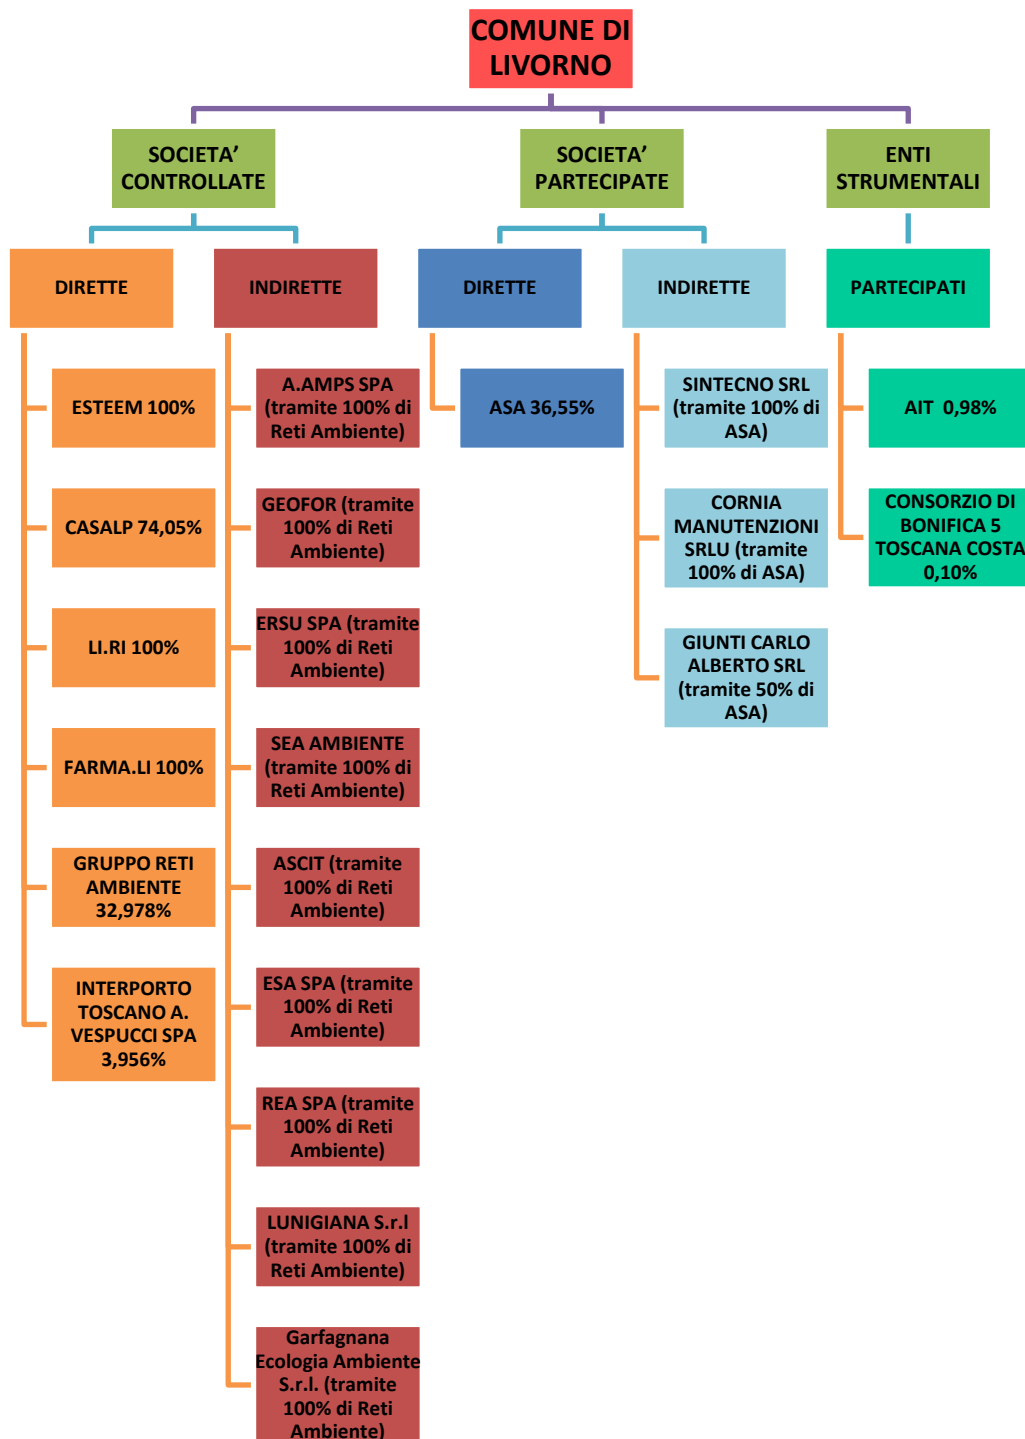 COMUNE DI
LIVORNO
SOCIETA’
CONTROLLATE
SOCIETA’
PARTECIPATE
ENTI
STRUMENTALI
DIRETTE
INDIRETTE
DIRETTE
INDIRETTE
PARTECIPATI
ESTEEM 100%
CASALP 74,05%
LI.RI 100%
FARMA.LI 100%
GRUPPO RETI
AMBIENTE
32,978%
INTERPORTO
TOSCANO A.
VESPUCCI SPA
3,956%
A.AMPS SPA
(tramite 100% di
Reti Ambiente)
GEOFOR (tramite
100% di Reti
Ambiente)
ERSU SPA (tramite
100% di Reti
Ambiente)
SEA AMBIENTE
(tramite 100% di
Reti Ambiente)
ASCIT (tramite
100% di Reti
Ambiente)
ESA SPA (tramite
100% di Reti
Ambiente)
REA SPA (tramite
100% di Reti
Ambiente)
LUNIGIANA S.r.l
(tramite 100% di
Reti Ambiente)
Garfagnana
Ecologia Ambiente
S.r.l. (tramite
100% di Reti
Ambiente)
ASA 36,55%
SINTECNO SRL
(tramite 100% di
ASA)
CORNIA
MANUTENZIONI
SRLU (tramite
100% di ASA)
GIUNTI CARLO
ALBERTO SRL
(tramite 50% di
ASA)
AIT 0,98%
CONSORZIO DI
BONIFICA 5
TOSCANA COSTA
0,10%